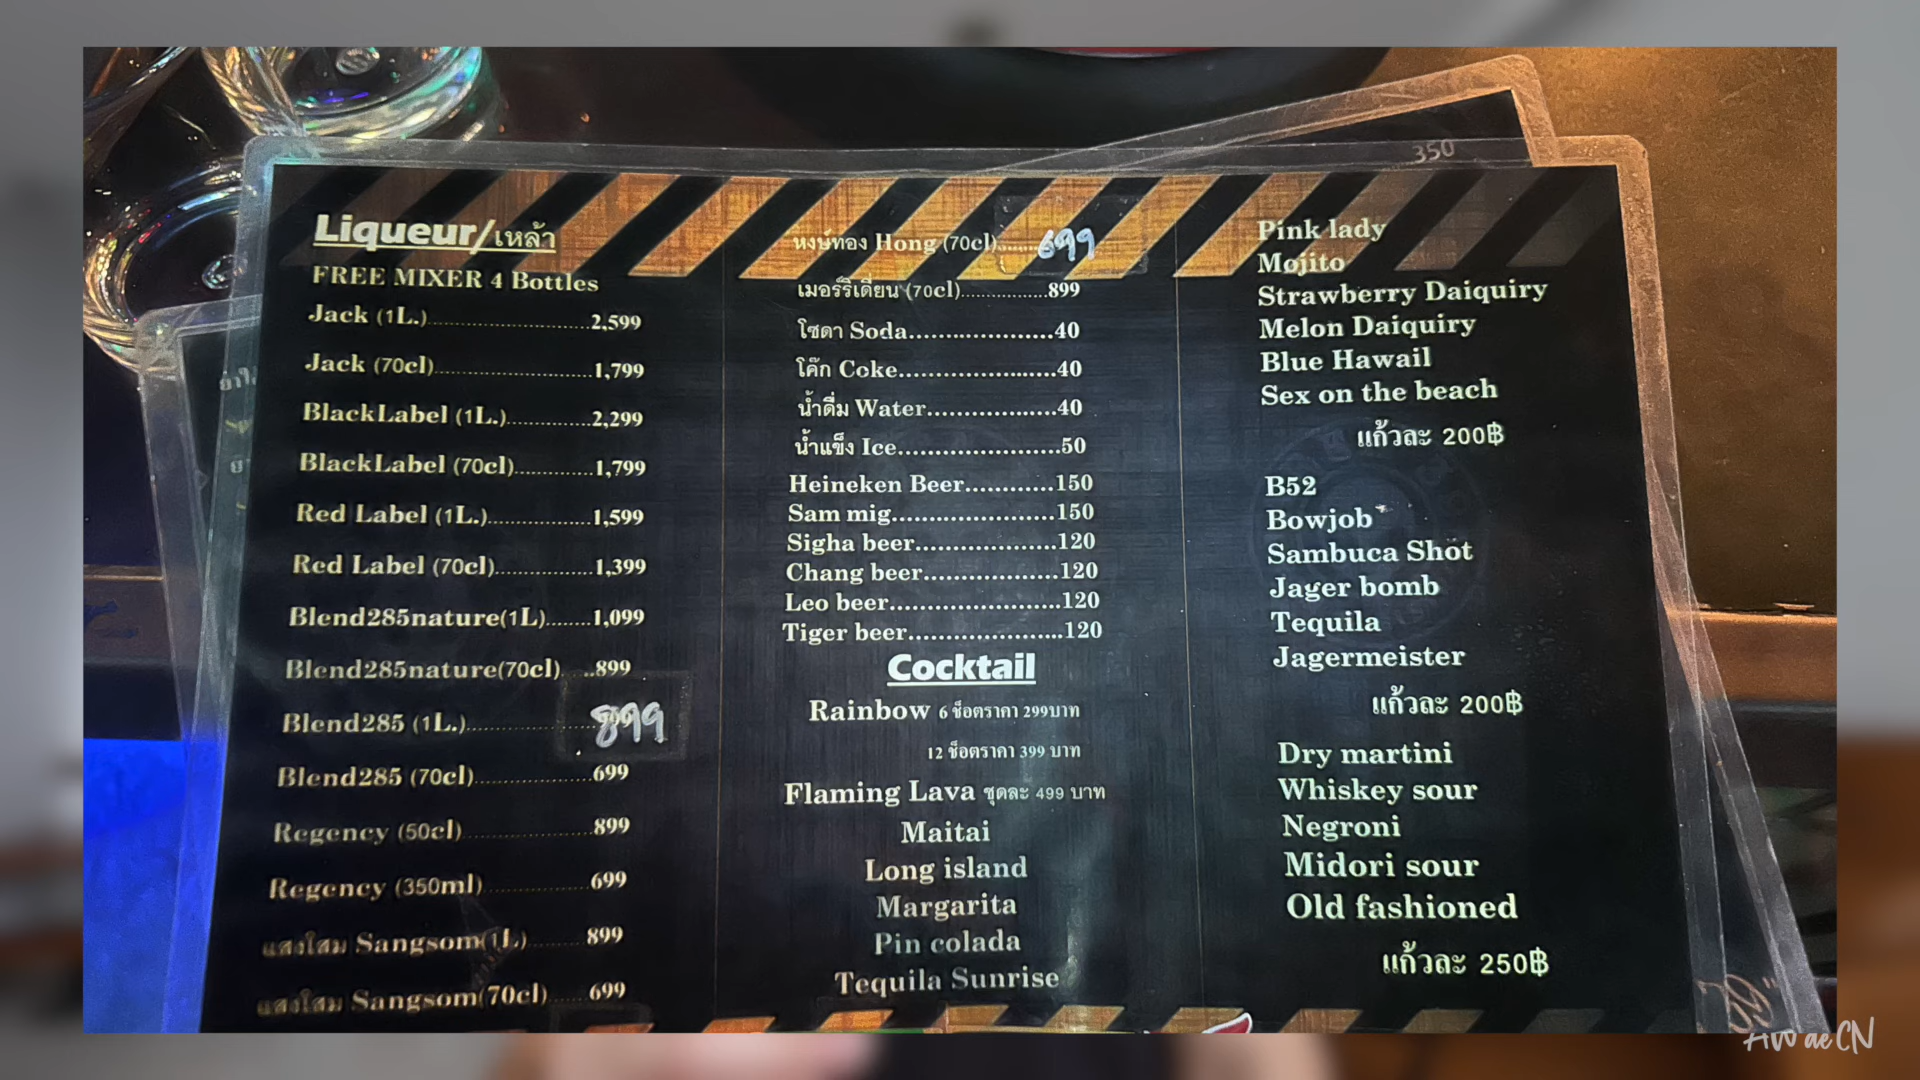 350
Liqueur/เหล้า
FREE MIXER 4 Bottles
Jack (1L.)..............................2,599
Jack (70cl).............................1,799
BlackLabel (1L.)...............2,299
BlackLabel (70cl)..............1,799
Red Label (1L.)...................1,599
Red Label (70cl)..................1,399
Blend285nature(1L)........1,099
Blend285nature(70cl)...899
Blend285 (1L.)........................899
Blend285 (70cl).....................699
Regency (50cl).......................899
Regency (350ml)...................699
แสงโสม Sangsom(1L)..........899
แสงโสม Sangsom(70cl).......699
หงษ์ทอง Hong (70cl)........699
เมอร์ริเดี่ยน (70cl)................899
โซดา Soda......................40
โค๊ก Coke.......................40
น้ำดื่ม Water...................40
น้ำแข็ง Ice........................50
Heineken Beer............150
Sam mig......................150
Sigha beer...................120
Chang beer..................120
Leo beer.......................120
Tiger beer.....................120
Cocktail
Rainbow 6 ช็อตราคา 299บาท
12 ช็อตราคา 399 บาท
Flaming Lava ชุดละ 499 บาท
Maitai
Long island
Margarita
Pin colada
Tequila Sunrise
Pink lady
Mojito
Strawberry Daiquiry
Melon Daiquiry
Blue Hawail
Sex on the beach
แก้วละ 200฿
B52
Bowjob
Sambuca Shot
Jager bomb
Tequila
Jagermeister
แก้วละ 200฿
Dry martini
Whiskey sour
Negroni
Midori sour
Old fashioned
แก้วละ 250฿